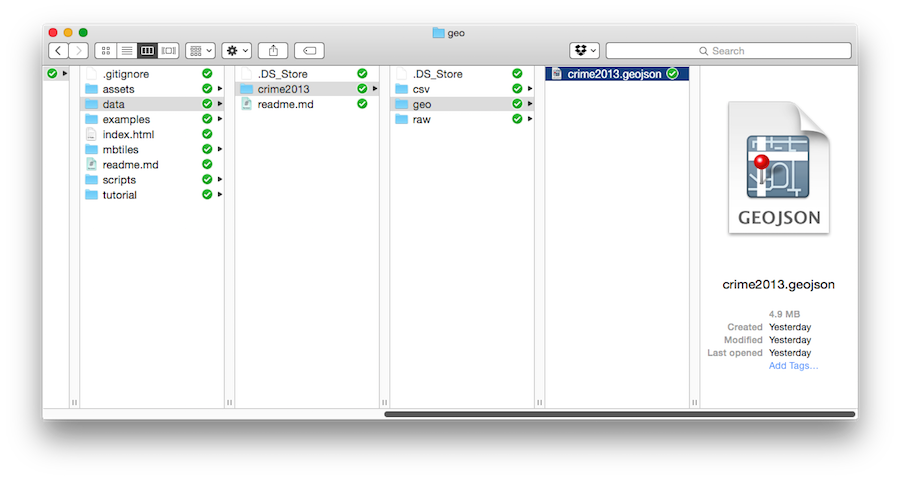 geo
Search
.gitignore
assets
data
examples
index.html
mbtiles
readme.md
scripts
tutorial
.DS_Store
crime2013
readme.md
.DS_Store
csv
geo
raw
crime2013.geojson
GEOJSON
crime2013.geojson
4.9 MB
Created Yesterday
Modified Yesterday
Last opened Yesterday
Add Tags...